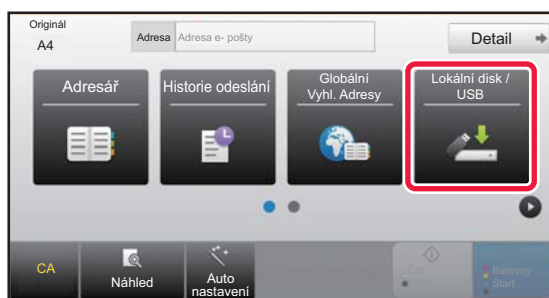 Originál
A4
Adresa
Adresa e- pošty
Detail
Adresář
Historie odeslání
Globální
Vyhl. Adresy
Lokální disk /
USB
CA
Náhled
Auto
nastavení
Barevný
Start